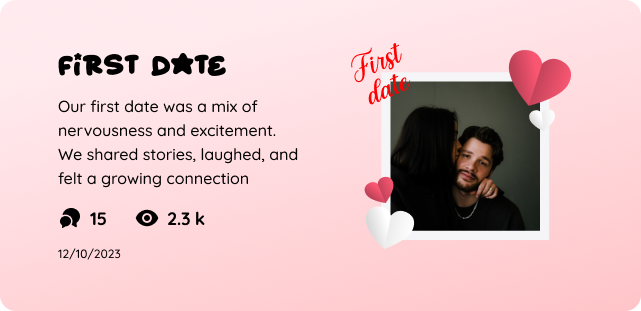 FiRST DATE
Our first date was a mix of
nervousness and excitement.
We shared stories, laughed, and
felt a growing connection
15 2.3 k
12/10/2023
First
date